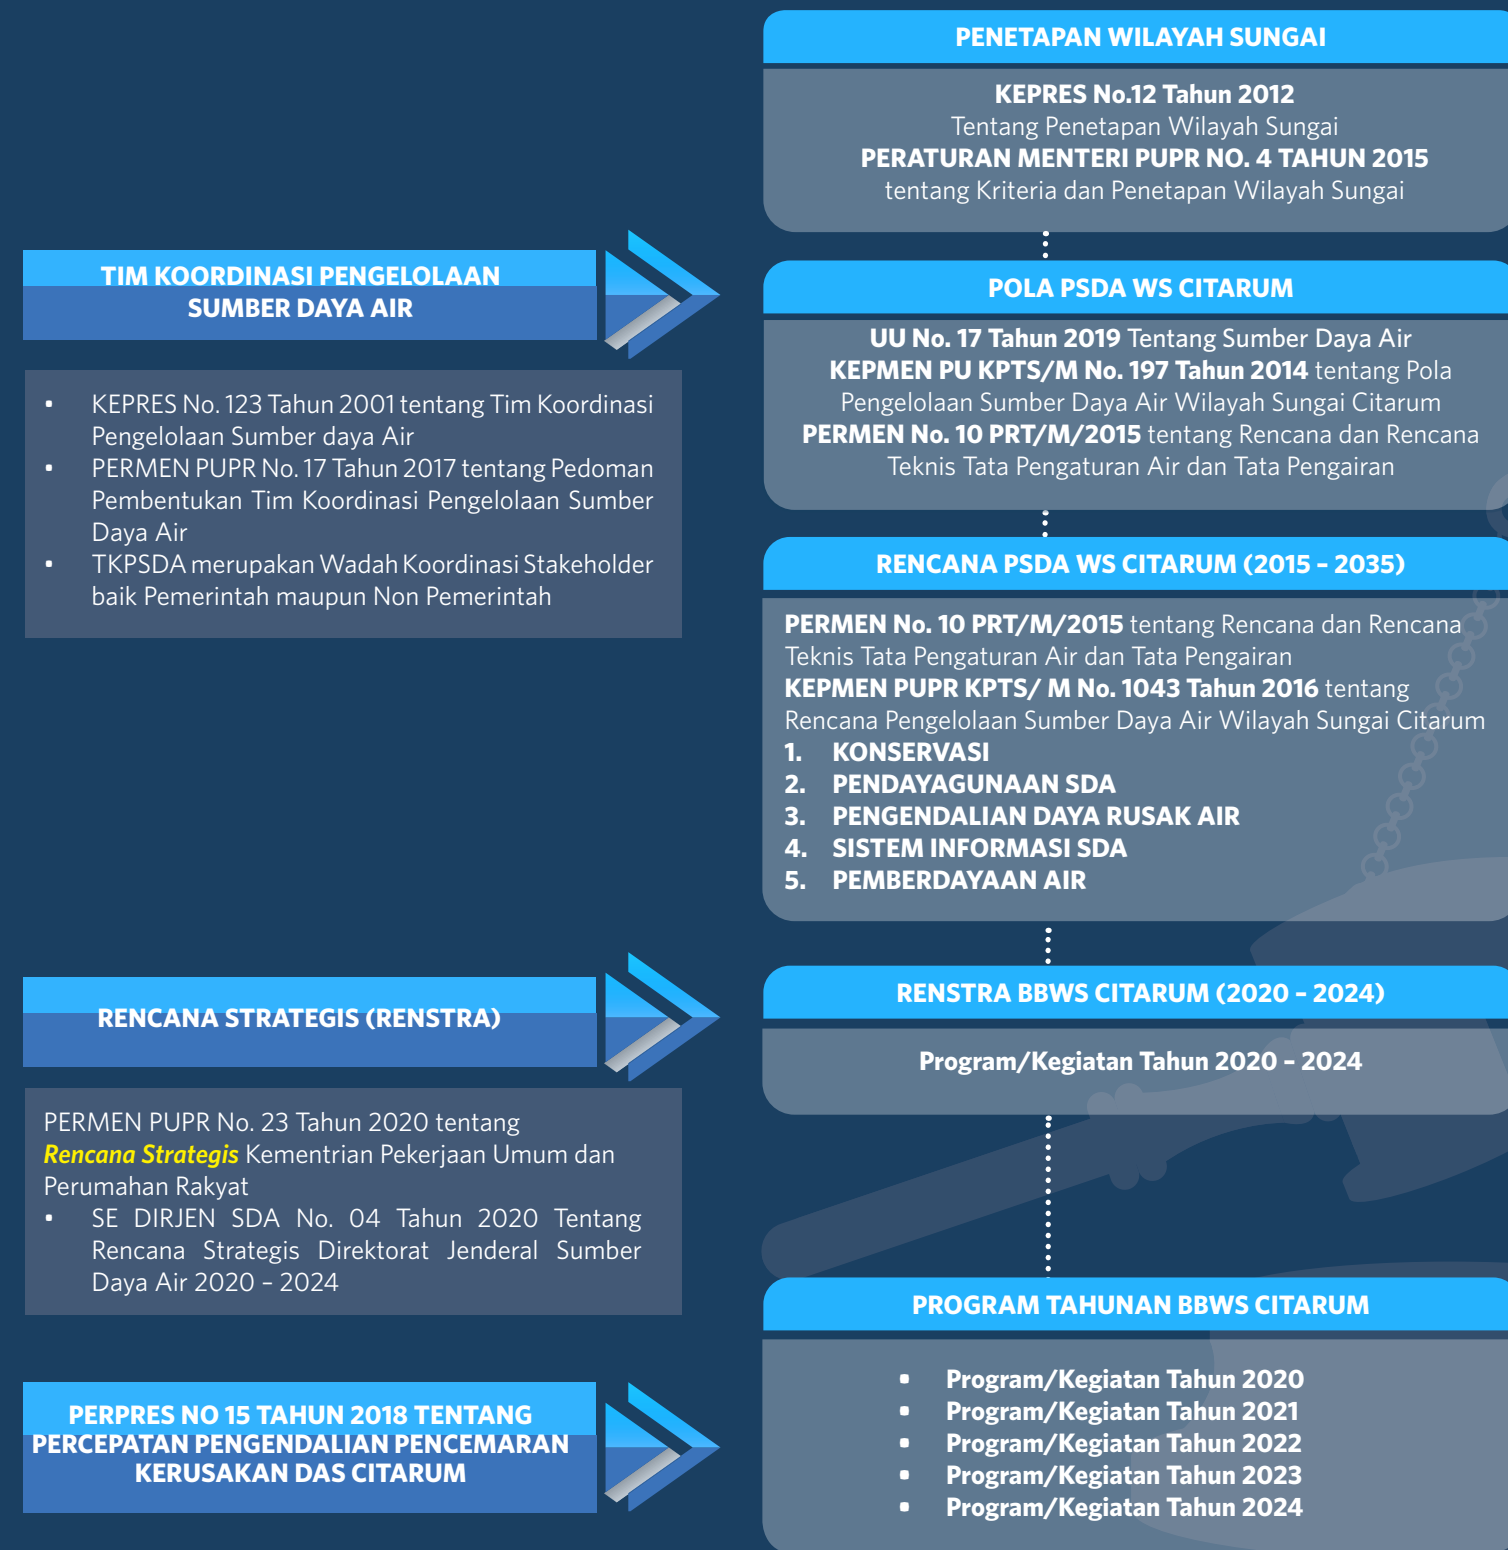 PENETAPAN WILAYAH SUNGAI
KEPRES No.12 Tahun 2012
Tentang Penetapan Wilayah Sungai
PERATURAN MENTERI PUPR NO. 4 TAHUN 2015
tentang Kriteria dan Penetapan Wilayah Sungai
TIM KOORDINASI PENGELOLAAN
SUMBER DAYA AIR
• KEPRES No. 123 Tahun 2001 tentang Tim Koordinasi
Pengelolaan Sumber daya Air
• PERMEN PUPR No. 17 Tahun 2017 tentang Pedoman
Pembentukan Tim Koordinasi Pengelolaan Sumber
Daya Air
• TKPSDA merupakan Wadah Koordinasi Stakeholder
baik Pemerintah maupun Non Pemerintah
POLA PSDA WS CITARUM
UU No. 17 Tahun 2019 Tentang Sumber Daya Air
KEPMEN PU KPTS/M No. 197 Tahun 2014 tentang Pola
Pengelolaan Sumber Daya Air Wilayah Sungai Citarum
PERMEN No. 10 PRT/M/2015 tentang Rencana dan Rencana
Teknis Tata Pengaturan Air dan Tata Pengairan
RENCANA PSDA WS CITARUM (2015 – 2035)
PERMEN No. 10 PRT/M/2015 tentang Rencana dan Rencana
Teknis Tata Pengaturan Air dan Tata Pengairan
KEPMEN PUPR KPTS/ M No. 1043 Tahun 2016 tentang
Rencana Pengelolaan Sumber Daya Air Wilayah Sungai Citarum
1. KONSERVASI
2. PENDAYAGUNAAN SDA
3. PENGENDALIAN DAYA RUSAK AIR
4. SISTEM INFORMASI SDA
5. PEMBERDAYAAN AIR
RENCANA STRATEGIS (RENSTRA)
PERMEN PUPR No. 23 Tahun 2020 tentang
Rencana Strategis Kementrian Pekerjaan Umum dan
Perumahan Rakyat
• SE DIRJEN SDA No. 04 Tahun 2020 Tentang
Rencana Strategis Direktorat Jenderal Sumber
Daya Air 2020 – 2024
RENSTRA BBWS CITARUM (2020 – 2024)
Program/Kegiatan Tahun 2020 – 2024
PERPRES NO 15 TAHUN 2018 TENTANG
PERCEPATAN PENGENDALIAN PENCEMARAN
KERUSAKAN DAS CITARUM
PROGRAM TAHUNAN BBWS CITARUM
• Program/Kegiatan Tahun 2020
• Program/Kegiatan Tahun 2021
• Program/Kegiatan Tahun 2022
• Program/Kegiatan Tahun 2023
• Program/Kegiatan Tahun 2024